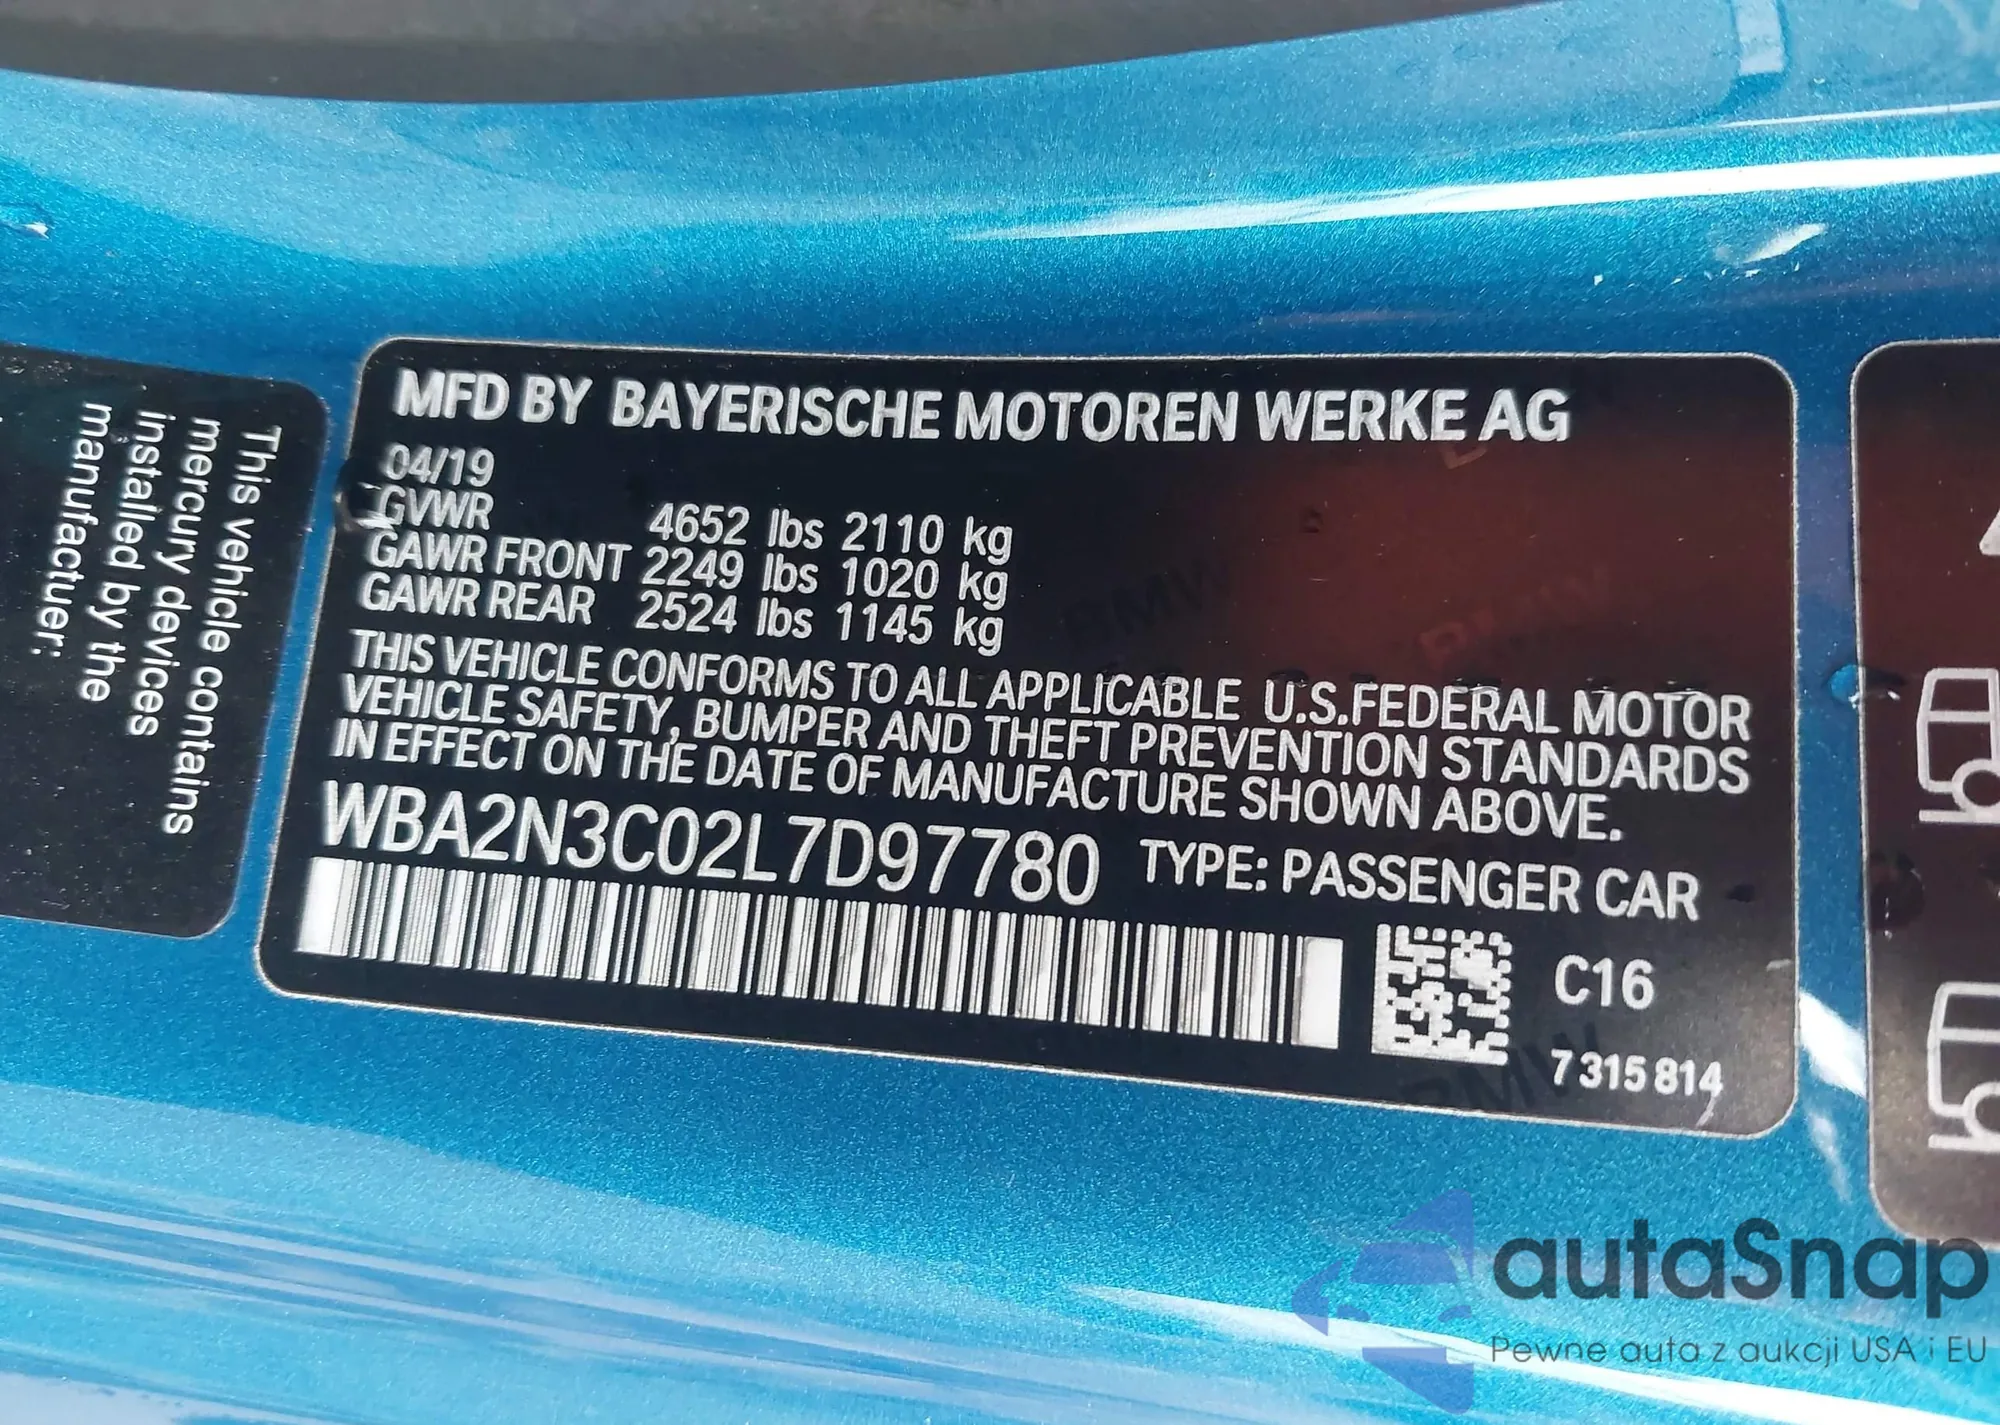 This vehicle contains
mercury devices
installed by the
manufactuer:
MFD BY BAYERISCHE MOTOREN WERKE AG
04/19
GVWR 4652 lbs 2110 kg
GAWR FRONT 2249 lbs 1020 kg
GAWR REAR 2524 lbs 1145 kg
THIS VEHICLE CONFORMS TO ALL APPLICABLE U.S.FEDERAL MOTOR
VEHICLE SAFETY, BUMPER AND THEFT PREVENTION STANDARDS
IN EFFECT ON THE DATE OF MANUFACTURE SHOWN ABOVE.
WBA2N3C02L7D97780 TYPE: PASSENGER CAR
C16
7 315 814
autaSnap
Pewne auta z aukcji USA i EU